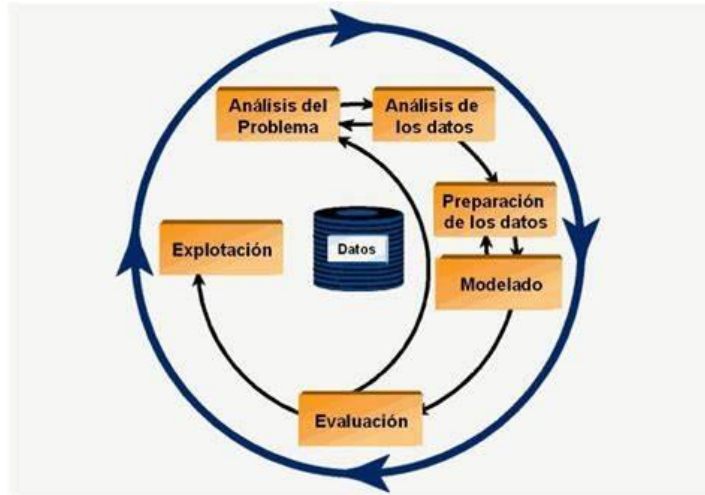 Análisis del
Problema
Análisis de
los datos
Preparación
de los datos
Explotación
Datos
Modelado
Evaluación